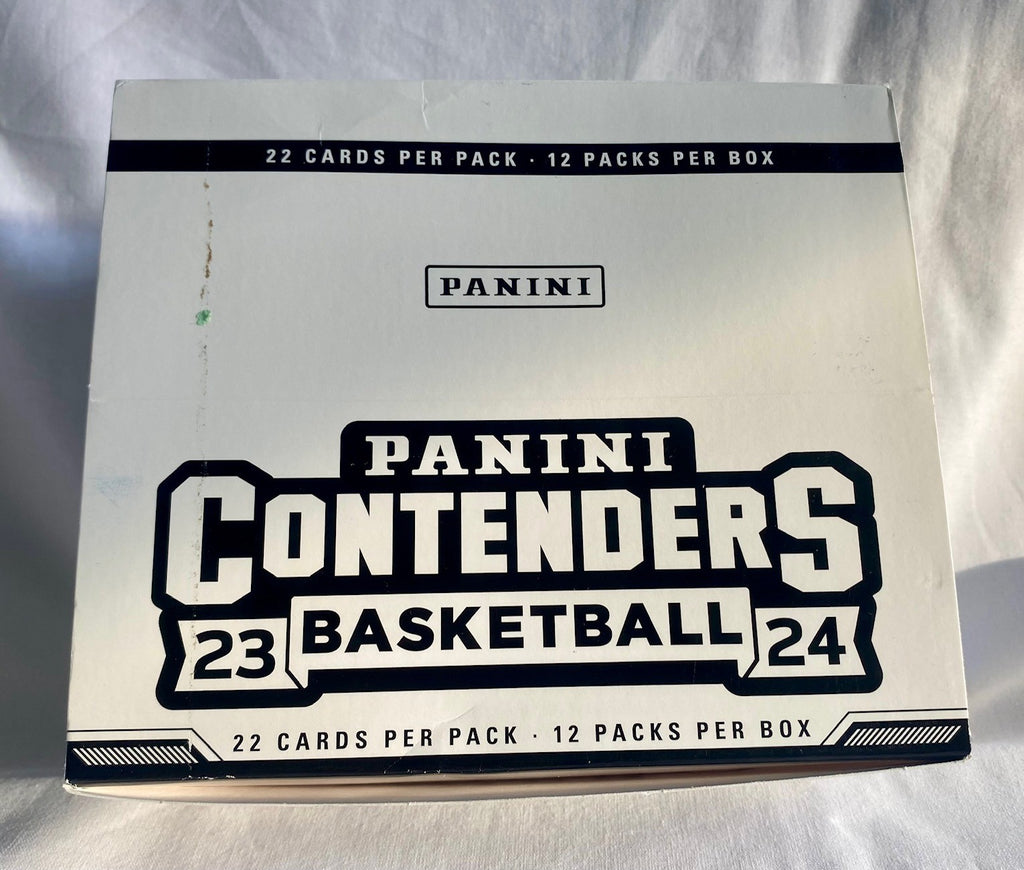 22 CARDS PER PACK · 12 PACKS PER BOX
PANINI
PANINI
CONTENDERS
23 BASKETBALL 24
22 CARDS PER PACK · 12 PACKS PER BOX